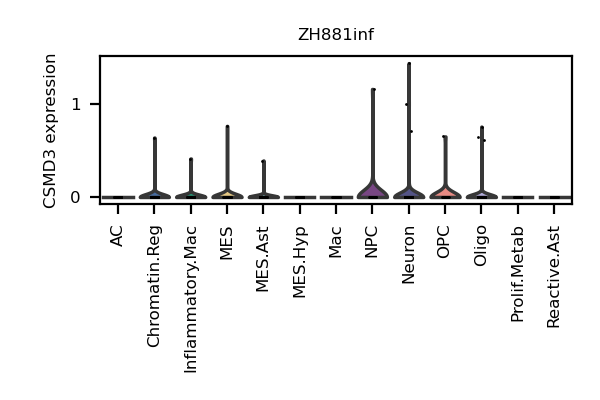 ZH881inf
CSMD3 expression
1
0
AC
Chromatin.Reg
Inflammatory.Mac
MES
MES.Ast
MES.Hyp
Mac
NPC
Neuron
OPC
Oligo
Prolif.Metab
Reactive.Ast